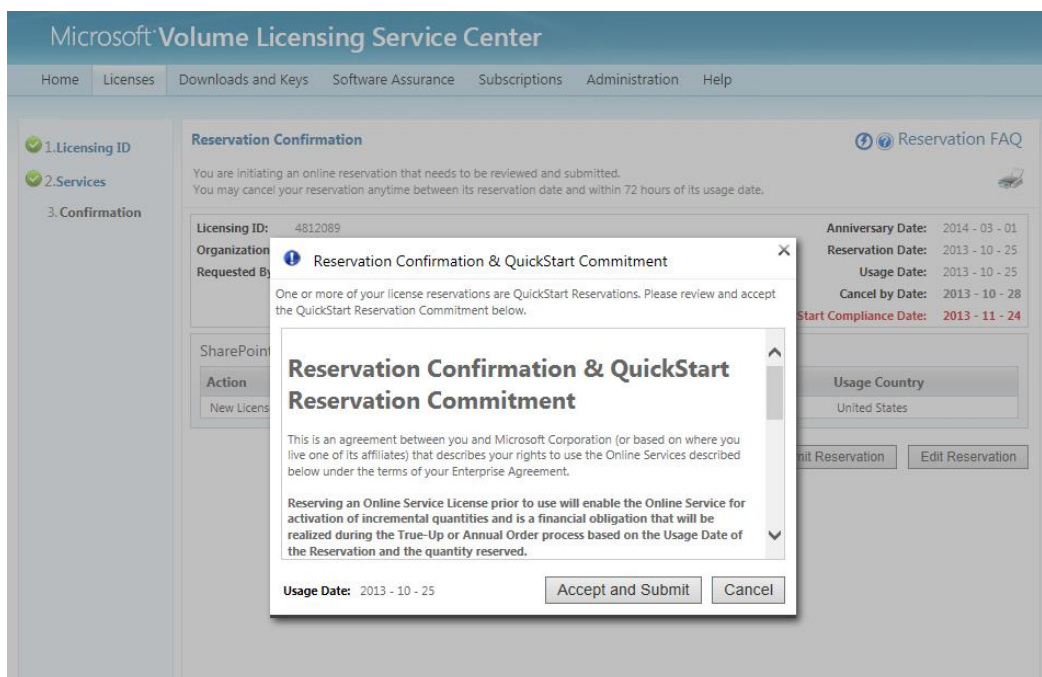 Microsoft Volume Licensing Service Center
Home Licenses Downloads and Keys Software Assurance Subscriptions Administration Help
1.Licensing ID
2.Services
3. Confirmation
Reservation Confirmation
Reservation FAQ
You are initiating an online reservation that needs to be reviewed and submitted.
You may cancel your reservation anytime between its reservation date and within 72 hours of its usage date.
Licensing ID: 4812089
Organization
Requested By
Anniversary Date: 2014 - 03 - 01
Reservation Date: 2013 - 10 - 25
Usage Date: 2013 - 10 - 25
Cancel by Date: 2013 - 10 - 28
Start Compliance Date: 2013 - 11 - 24
SharePoint
Action Usage Country
New Licens United States
mit Reservation Edit Reservation
Reservation Confirmation & QuickStart Commitment
One or more of your license reservations are QuickStart Reservations. Please review and accept
the QuickStart Reservation Commitment below.
Reservation Confirmation & QuickStart
Reservation Commitment
This is an agreement between you and Microsoft Corporation (or based on where you
live one of its affiliates) that describes your rights to use the Online Services described
below under the terms of your Enterprise Agreement.
Reserving an Online Service License prior to use will enable the Online Service for
activation of incremental quantities and is a financial obligation that will be
realized during the True-Up or Annual Order process based on the Usage Date of
the Reservation and the quantity reserved.
Usage Date: 2013 - 10 - 25
Accept and Submit Cancel